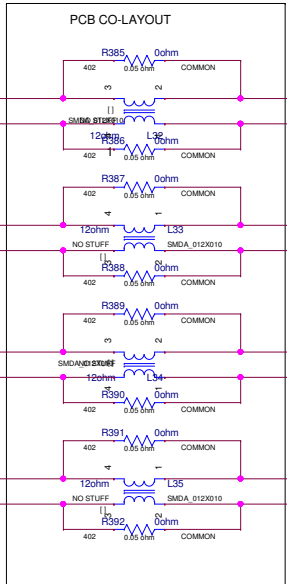 PCB CO-LAYOUT
R385 0ohm
402 0.05 ohm COMMON
3 2
12ohm L32
R386 0ohm
402 0.05 ohm COMMON
R387 0ohm
402 0.05 ohm COMMON
4 1
12ohm L33
NO STUFF SMDA_012X010
[ ]
3 2
R388 0ohm
402 0.05 ohm COMMON
R389 0ohm
402 0.05 ohm COMMON
3 2
12ohm L34
4 1
R390 0ohm
402 0.05 ohm COMMON
R391 0ohm
402 0.05 ohm COMMON
4 1
12ohm L35
NO STUFF SMDA_012X010
[ ]
3 2
R392 0ohm
402 0.05 ohm COMMON